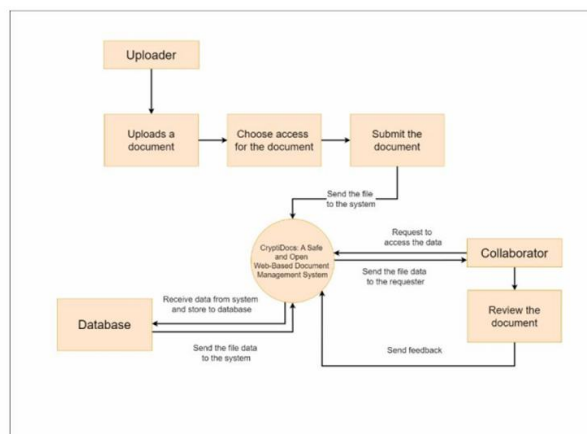 Uploader
Uploads a
document
Choose access
for the document
Submit the
document
Send the file
to the system
CryptiDocs: A Safe
and Open
Web-Based Document
Management System
Request to
access the data
Collaborator
Send the file data
to the requester
Receive data from system
and store to database
Database
Send the file data
to the system
Review the
document
Send feedback